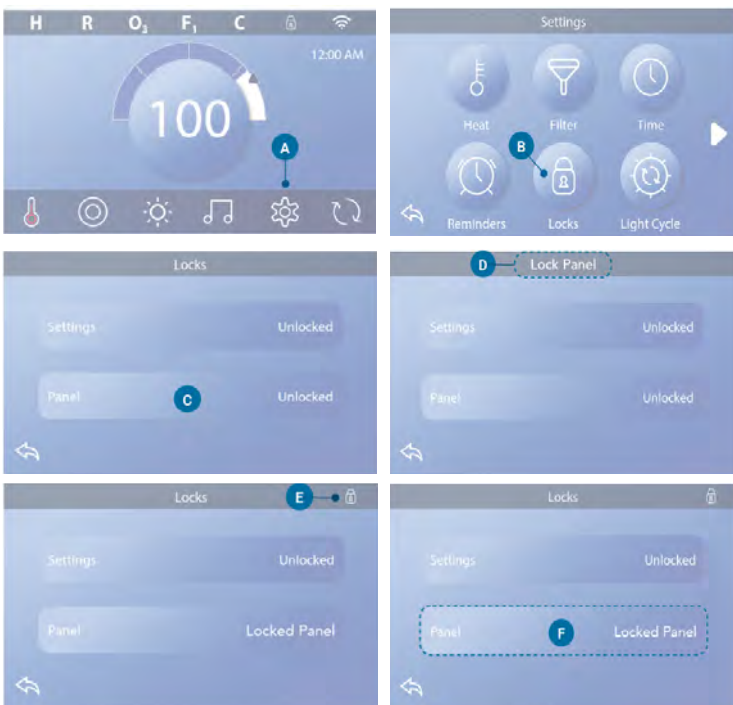 H R O₃ F₁ C
12:00 AM
100
A
Settings
Heat Filter Time
B
Reminders Locks Light Cycle
Locks
Settings Unlocked
Panel C Unlocked
D Lock Panel
Settings Unlocked
Panel Unlocked
Locks E
Settings Unlocked
Panel Locked Panel
Locks
Settings Unlocked
Panel F Locked Panel